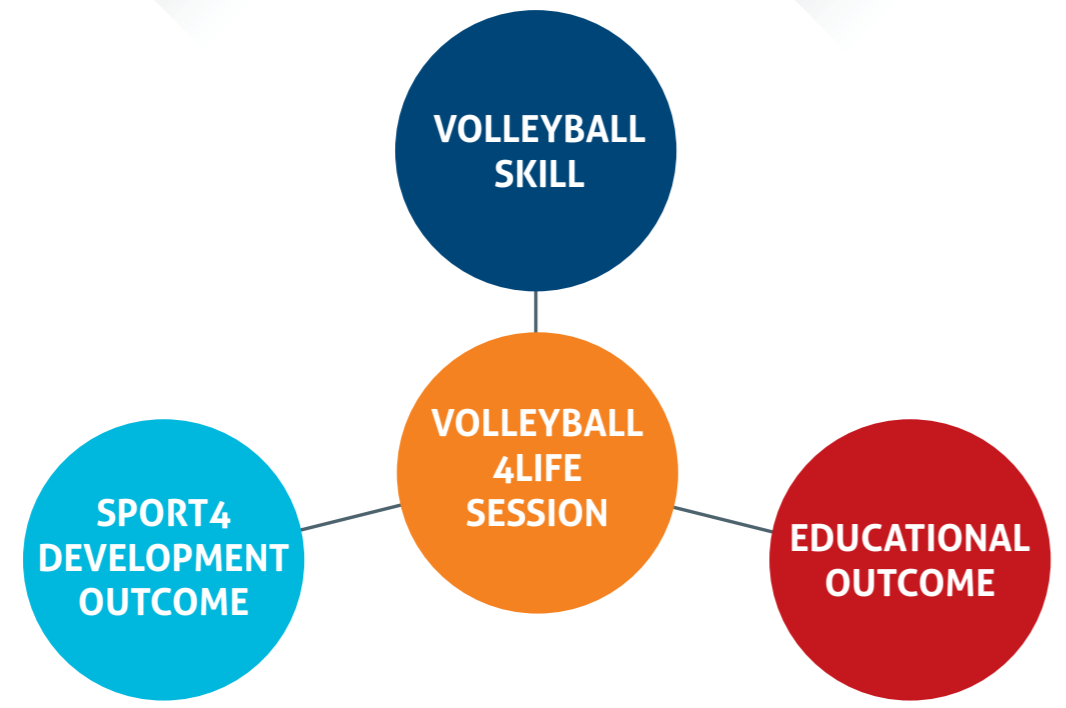 VOLLEYBALL
SKILL
VOLLEYBALL
4LIFE
SESSION
SPORT4
DEVELOPMENT
OUTCOME
EDUCATIONAL
OUTCOME